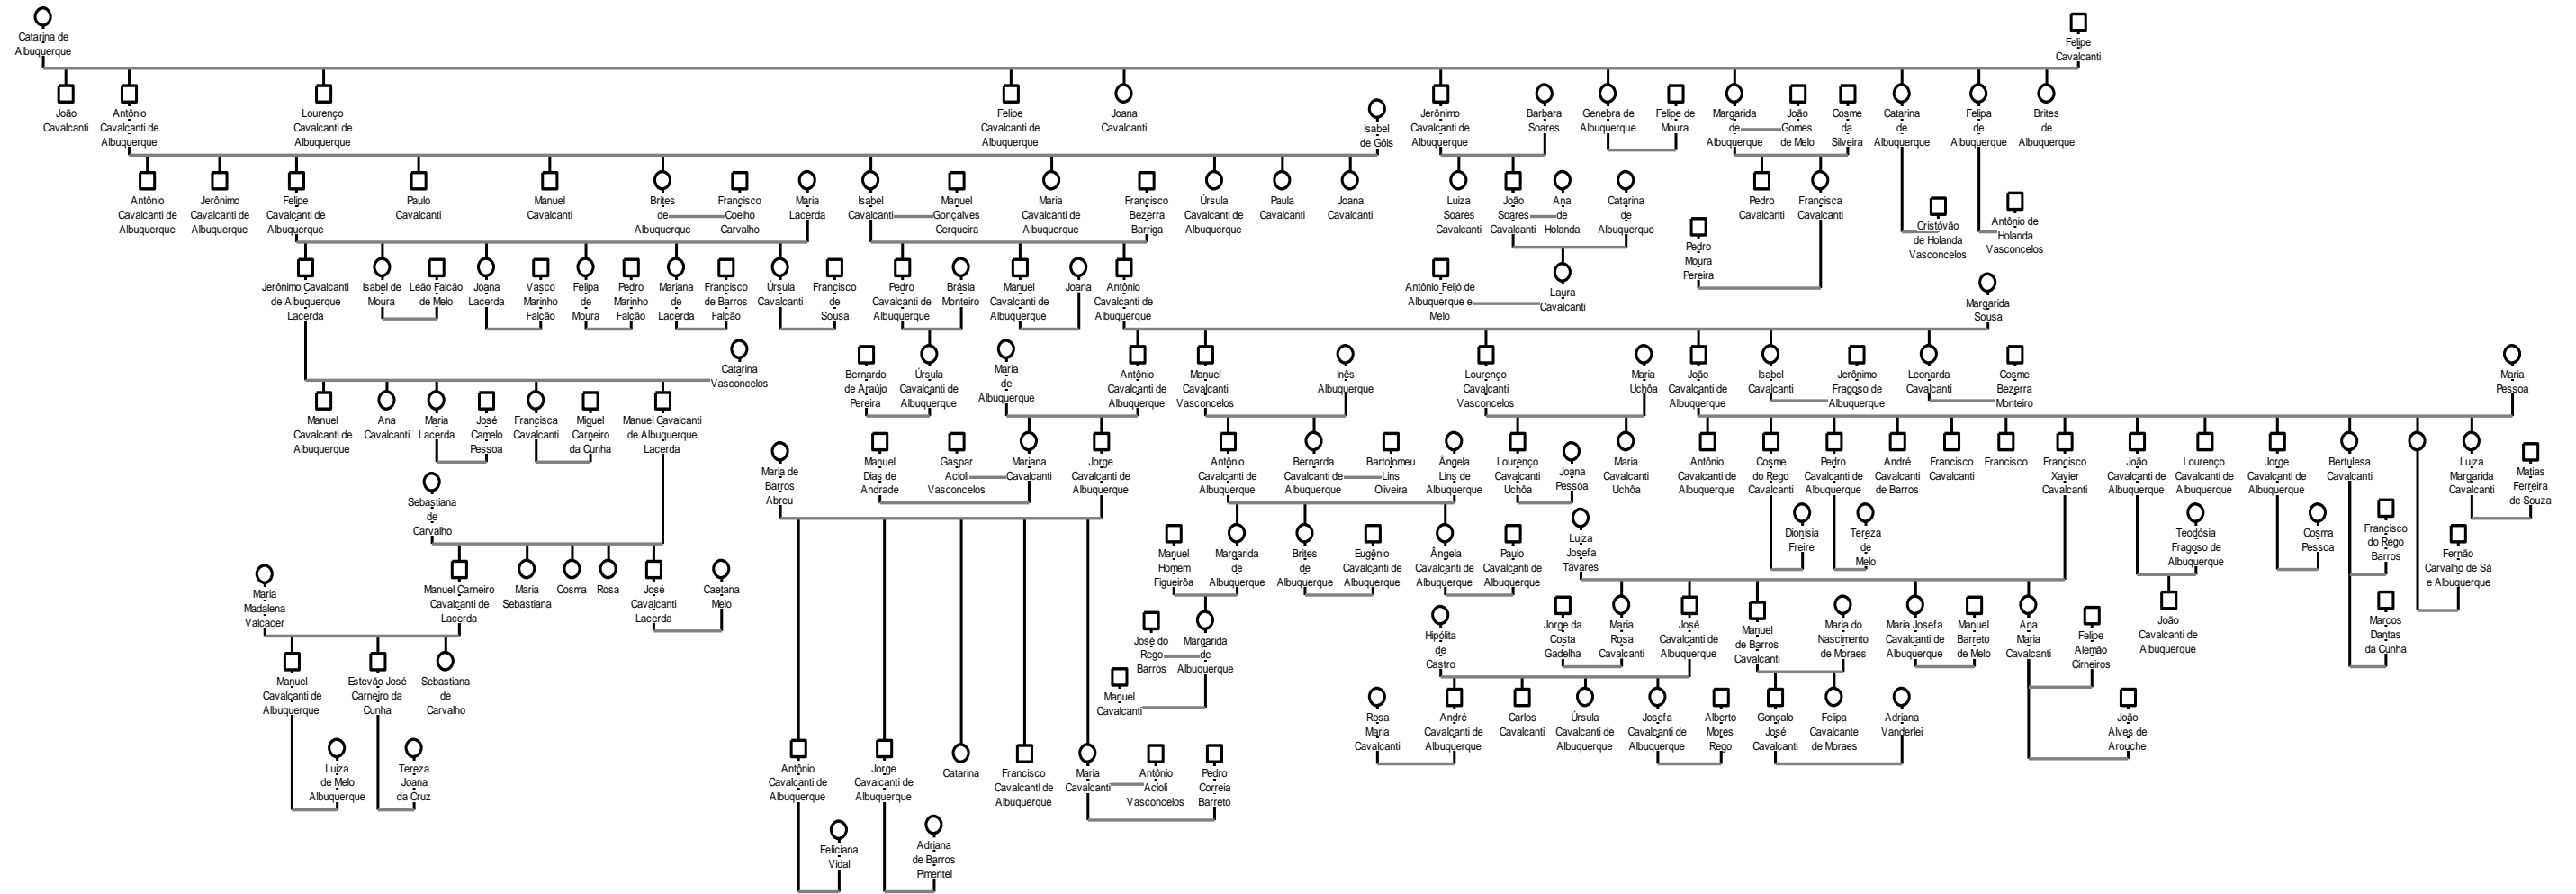 Catarina de
Albuquerque
Felipe
Cavalcanti
João
Cavalcanti
Antônio
Cavalcanti de
Albuquerque
Lourenço
Cavalcanti de
Albuquerque
Felipe
Cavalcanti de
Albuquerque
Joana
Cavalcanti
Isabel
de Góis
Jerônimo
Cavalcanti de
Albuquerque
Barbara
Soares
Genebra de
Albuquerque
Felipe de
Moura
Margarida
de
Albuquerque
João
Gomes
de Melo
Cosme
da
Silveira
Catarina
de
Albuquerque
Felipa
de
Albuquerque
Brites
de
Albuquerque
Antônio
Cavalcanti de
Albuquerque
Jerônimo
Cavalcanti de
Albuquerque
Felipe
Cavalcanti de
Albuquerque
Paulo
Cavalcanti
Manuel
Cavalcanti
Brites
de
Albuquerque
Francisco
Coelho
Carvalho
Maria
Lacerda
Isabel
Cavalcanti
Manuel
Gonçalves
Cerqueira
Maria
Cavalcanti de
Albuquerque
Francisco
Bezerra
Barriga
Úrsula
Cavalcanti de
Albuquerque
Paula
Cavalcanti
Joana
Cavalcanti
Luiza
Soares
Cavalcanti
João
Soares
Cavalcanti
Ana
de
Holanda
Catarina
de
Albuquerque
Pedro
Moura
Pereira
Pedro
Cavalcanti
Francisca
Cavalcanti
Cristóvão
de Holanda
Vasconcelos
Antônio de
Holanda
Vasconcelos
Jerônimo Cavalcanti
de Albuquerque
Lacerda
Isabel de
Moura
Leão Falcão
de Melo
Joana
Lacerda
Vasco
Marinho
Falcão
Felipa
de
Moura
Pedro
Marinho
Falcão
Mariana
de
Lacerda
Francisco
de Barros
Falcão
Úrsula
Cavalcanti
Francisco
de
Sousa
Pedro
Cavalcanti de
Albuquerque
Brásia
Monteiro
Manuel
Cavalcanti de
Albuquerque
Joana
Antônio
Cavalcanti de
Albuquerque
Antônio Feijó de
Albuquerque e
Melo
Laura
Cavalcanti
Margarida
Sousa
Catarina
Vasconcelos
Bernardo
de Araújo
Pereira
Úrsula
Cavalcanti de
Albuquerque
Maria
de
Albuquerque
Antônio
Cavalcanti de
Albuquerque
Manuel
Cavalcanti
Vasconcelos
Inês
Albuquerque
Lourenço
Cavalcanti
Vasconcelos
Maria
Uchôa
João
Cavalcanti de
Albuquerque
Isabel
Cavalcanti
Jerônimo
Fragoso de
Albuquerque
Leonarda
Cavalcanti
Cosme
Bezerra
Monteiro
Maria
Pessoa
Manuel
Cavalcanti de
Albuquerque
Ana
Cavalcanti
Maria
Lacerda
José
Camelo
Pessoa
Francisca
Cavalcanti
Miguel
Carneiro
da Cunha
Manuel Cavalcanti
de Albuguerque
Lacerda
Maria de
Barros
Abreu
Manuel
Dias de
Andrade
Gaspar
Acioli
Vasconcelos
Mariana
Cavalcanti
Jorge
Cavalcanti de
Albuquerque
Antônio
Cavalcanti de
Albuquerque
Bernarda
Cavalcanti de
Albuquerque
Bartolomeu
Lins
Oliveira
Ângela
Lins de
Albuquerque
Lourenço
Cavalcanti
Uchôa
Joana
Pessoa
Maria
Cavalcanti
Uchôa
Antônio
Cavalcanti de
Albuquerque
Cosme
do Rego
Cavalcanti
Pedro
Cavalcanti de
Albuquerque
André
Cavalcanti
de Barros
Francisco
Cavalcanti
Francisco
Francisco
Xavier
Cavalcanti
João
Cavalcanti de
Albuquerque
Lourenço
Cavalcanti de
Albuquerque
Jorge
Cavalcanti de
Albuquerque
Bertulesa
Cavalcanti
Luiza
Margarida
Cavalcanti
Matias
Ferreira
de Souza
Sebastiana
de
Carvalho
Manuel
Homem
Figueirôa
Margarida
de
Albuquerque
Brites
de
Albuquerque
Eugênio
Cavalcanti de
Albuquerque
Ângela
Cavalcanti de
Albuquerque
Paulo
Cavalcanti de
Albuquerque
Luiza
Josefa
Tavares
Dionísia
Freire
Tereza
de
Melo
Teodósia
Fragoso de
Albuquerque
Cosma
Pessoa
Francisco
do Rego
Barros
Fernão
Carvalho de Sá
e Albuquerque
Maria
Madalena
Valcacer
Manuel Carneiro
Cavalcanti de
Lacerda
Maria
Sebastiana
Cosma
Rosa
José
Cavalcanti
Lacerda
Caetana
Melo
José do
Rego
Barros
Margarida
de
Albuquerque
Hipólita
de
Castro
Jorge da
Costa
Gadelha
Maria
Rosa
Cavalcanti
José
Cavalcanti de
Albuquerque
Manuel
de Barros
Cavalcanti
Maria do
Nascimento
de Moraes
Maria Josefa
Cavalcanti de
Albuquerque
Manuel
Barreto
de Melo
Ana
Maria
Cavalcanti
Felipe
Alemão
Cirneiros
João
Cavalcanti de
Albuquerque
Marcos
Dantas
da Cunha
Manuel
Cavalcanti de
Albuquerque
Estevão José
Carneiro da
Cunha
Sebastiana
de
Carvalho
Manuel
Cavalcanti
Rosa
Maria
Cavalcanti
André
Cavalcanti de
Albuquerque
Carlos
Cavalcanti
Úrsula
Cavalcanti de
Albuquerque
Josefa
Cavalcanti de
Albuquerque
Alberto
Mores
Rego
Gonçalo
José
Cavalcanti
Felipa
Cavalcante
de Moraes
Adriana
Vanderlei
João
Alves de
Arouche
Luiza
de Melo
Albuquerque
Tereza
Joana
da Cruz
Antônio
Cavalcanti de
Albuquerque
Jorge
Cavalcanti de
Albuquerque
Catarina
Francisco
CavalcantI de
Albuquerque
Maria
Cavalcanti
Antônio
Acioli
Vasconcelos
Pedro
Correia
Barreto
Feliciana
Vidal
Adriana
de Barros
PImentel